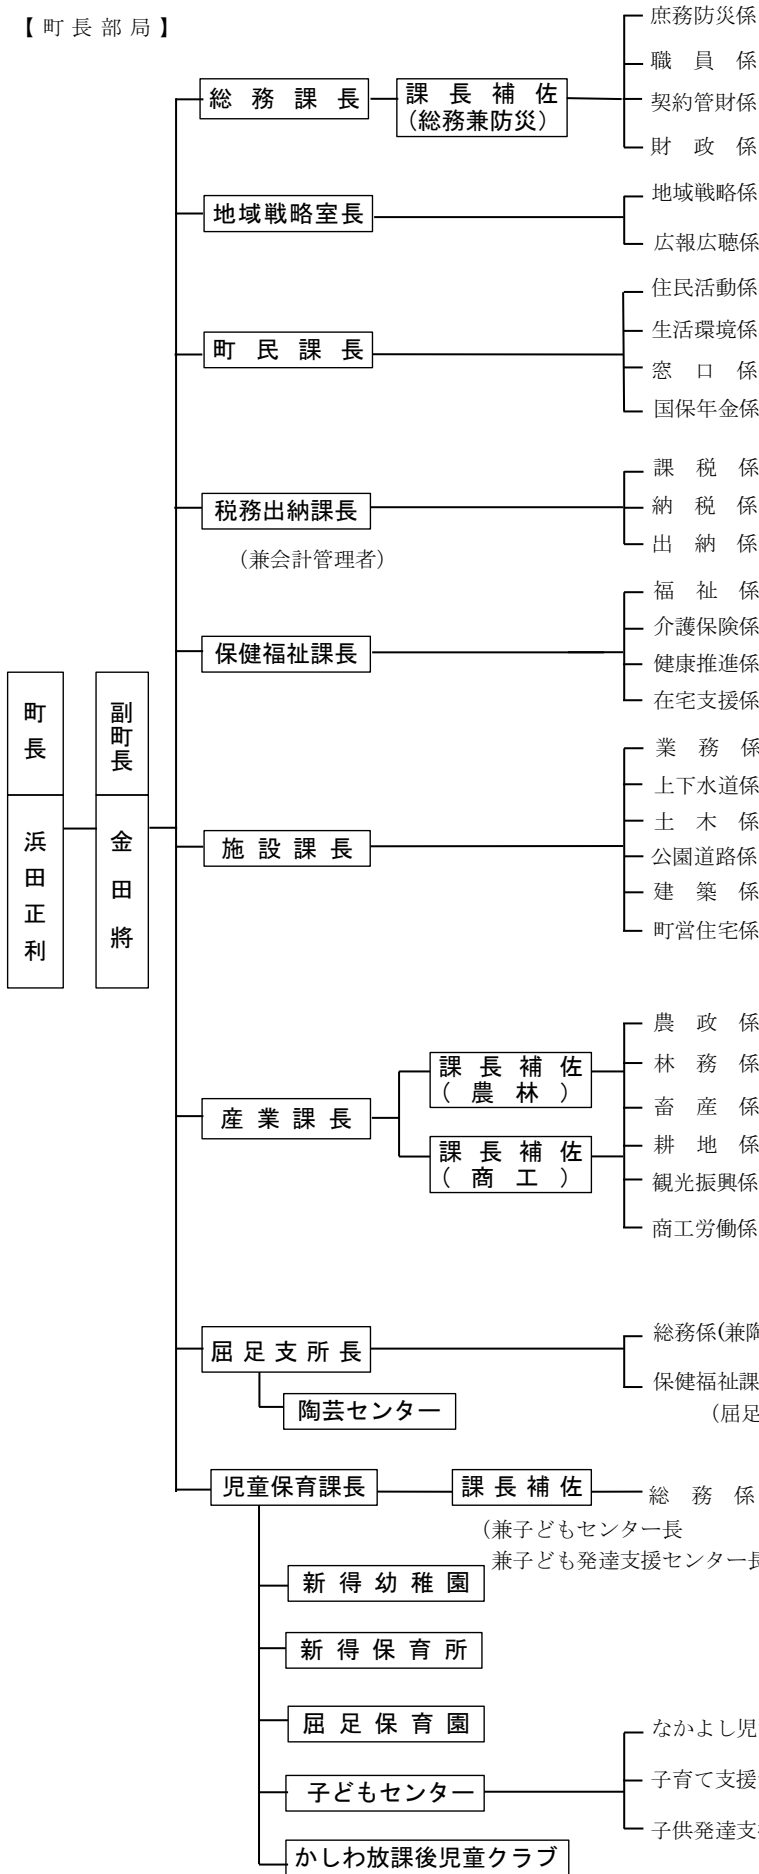 【町長部局】
町長
浜田正利
副町長
金田將
総務課長
課長補佐
(総務兼防災)
庶務防災係
職員係
契約管財係
財政係
地域戦略室長
地域戦略係
広報広聴係
町民課長
住民活動係
生活環境係
窓口係
国保年金係
税務出納課長
(兼会計管理者)
課税係
納税係
出納係
保健福祉課長
福祉係
介護保険係
健康推進係
在宅支援係
施設課長
業務係
上下水道係
土木係
公園道路係
建築係
町営住宅係
産業課長
課長補佐
(農林)
課長補佐
(商工)
農政係
林務係
畜産係
耕地係
観光振興係
商工労働係
屈足支所長
陶芸センター
総務係(兼陶
保健福祉課
(屈足
児童保育課長
課長補佐
(兼子どもセンター長
兼子ども発達支援センター長
総務係
新得幼稚園
新得保育所
屈足保育園
子どもセンター
なかよし児
子育て支援
子供発達支
かしわ放課後児童クラブ